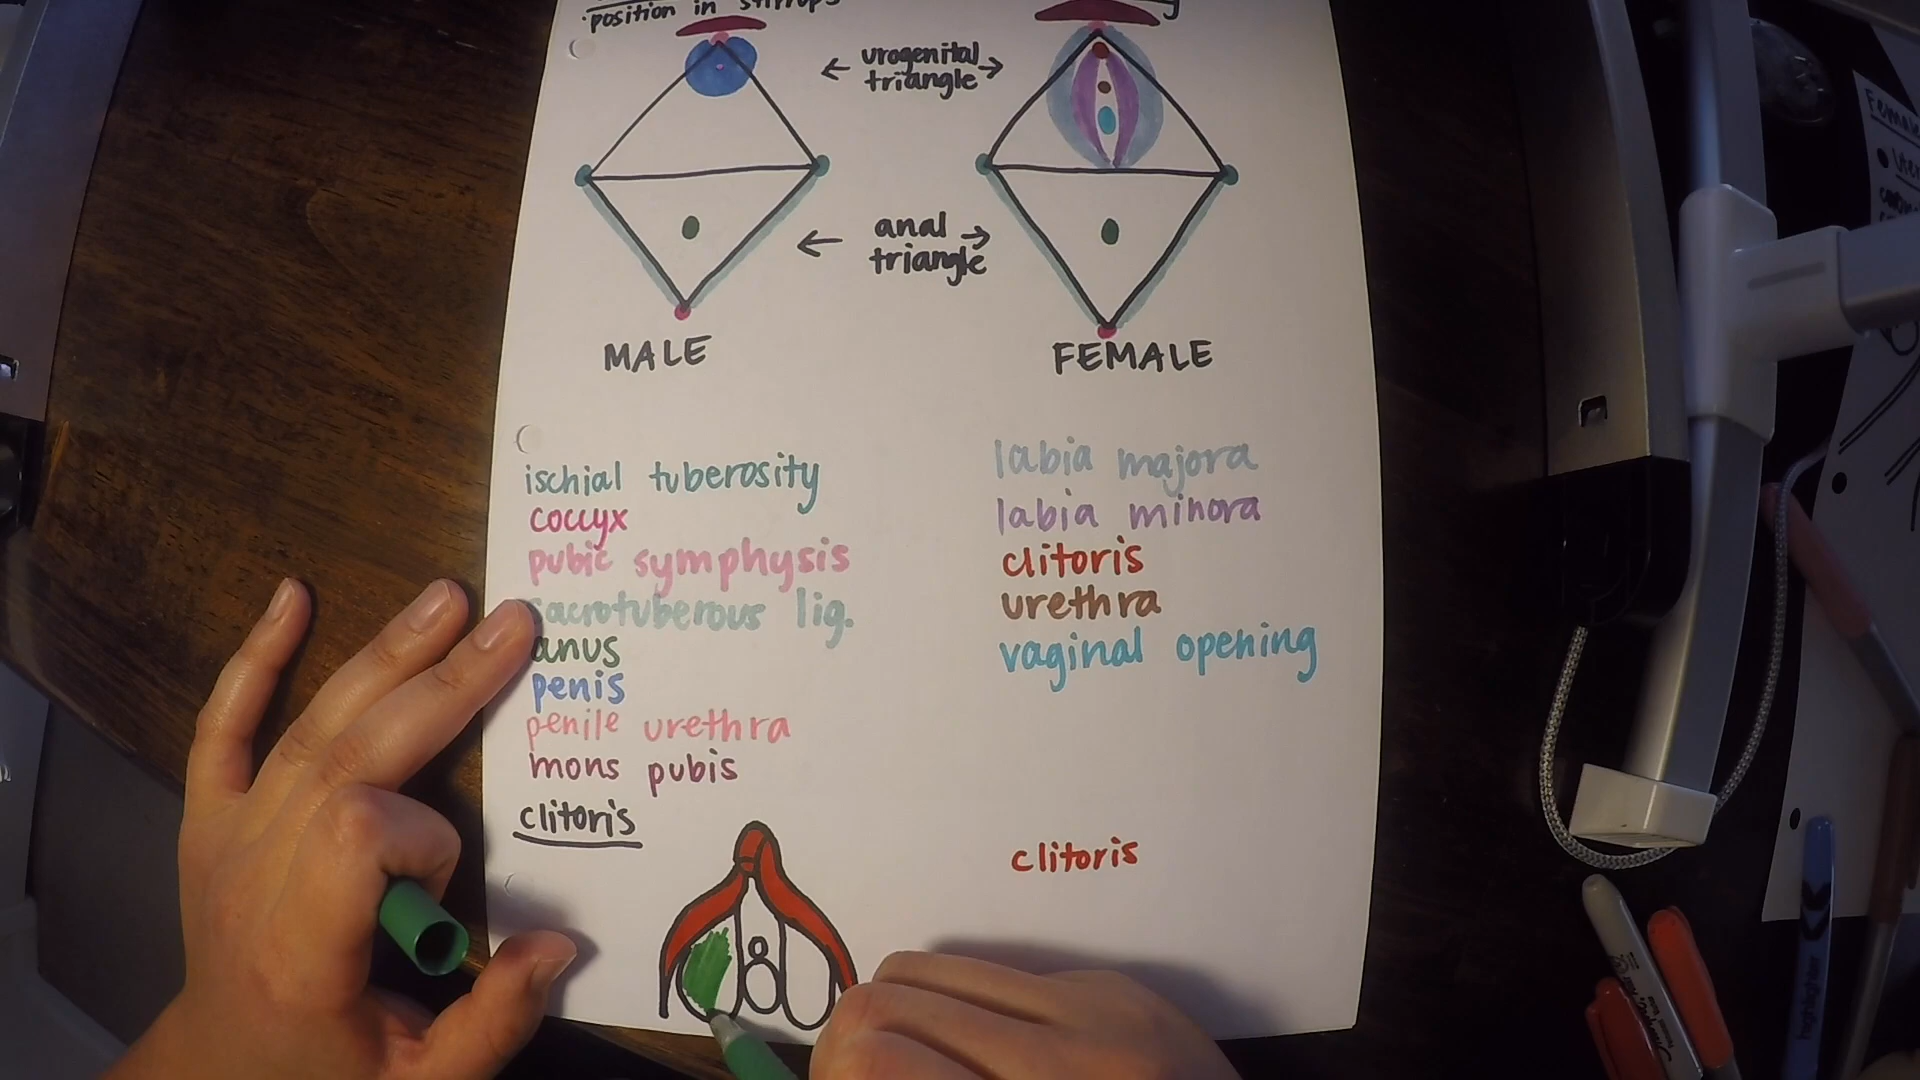 position in stirrups
← urogenital →
triangle
← anal →
triangle
MALE
FEMALE
ischial tuberosity
coccyx
pubic symphysis
sacrotuberous lig.
anus
penis
penile urethra
mons pubis
clitoris
labia majora
labia minora
clitoris
urethra
vaginal opening
clitoris
highlighter